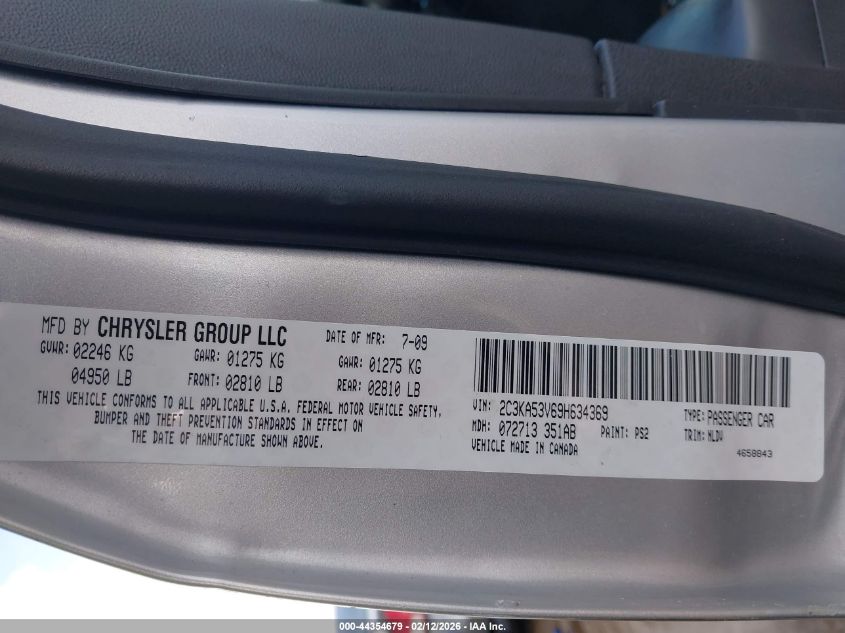 MFD BY CHRYSLER GROUP LLC
DATE OF MFR: 7-09
GVWR: 02246 KG
GAWR: 01275 KG
GAWR: 01275 KG
04950 LB
FRONT: 02810 LB
REAR: 02810 LB
THIS VEHICLE CONFORMS TO ALL APPLICABLE U.S.A. FEDERAL MOTOR VEHICLE SAFETY,
BUMPER AND THEFT PREVENTION STANDARDS IN EFFECT ON
THE DATE OF MANUFACTURE SHOWN ABOVE.
VIN: 2C3KA53V69H634369
TYPE: PASSENGER CAR
MDH: 072713 351AB
PAINT: PS2
TRIM: NLDV
VEHICLE MADE IN CANADA
4658843
000-44354679 - 02/12/2026 - IAA Inc.